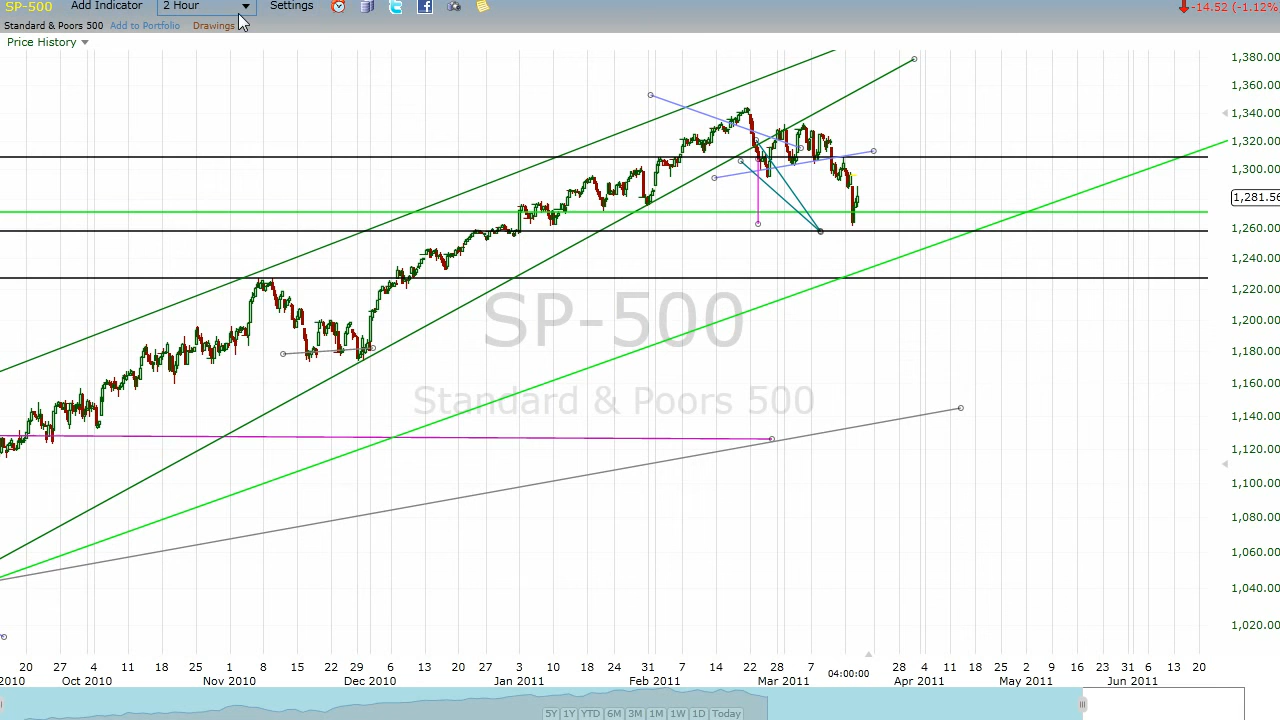 SP-500 Add Indicator 2 Hour Settings -14.52 (-1.12%)
Standard & Poors 500 Add to Portfolio Drawings
Price History
1,380.00
1,360.00
1,340.00
1,320.00
1,300.00
1,281.56
1,260.00
1,240.00
1,220.00
1,200.00
1,180.00
1,160.00
1,140.00
1,120.00
1,100.00
1,080.00
1,060.00
1,040.00
1,020.00
SP-500
Standard & Poors 500
20 27 4 11 18 25 1 8 15 22 29 6 13 20 27 3 10 18 24 31 7 14 22 28 7 28 4 11 18 25 2 9 16 23 31 6 13 20
2010 Oct 2010 Nov 2010 Dec 2010 Jan 2011 Feb 2011 Mar 2011 04:00:00 Apr 2011 May 2011 Jun 2011
5Y 1Y YTD 6M 3M 1M 1W 1D Today